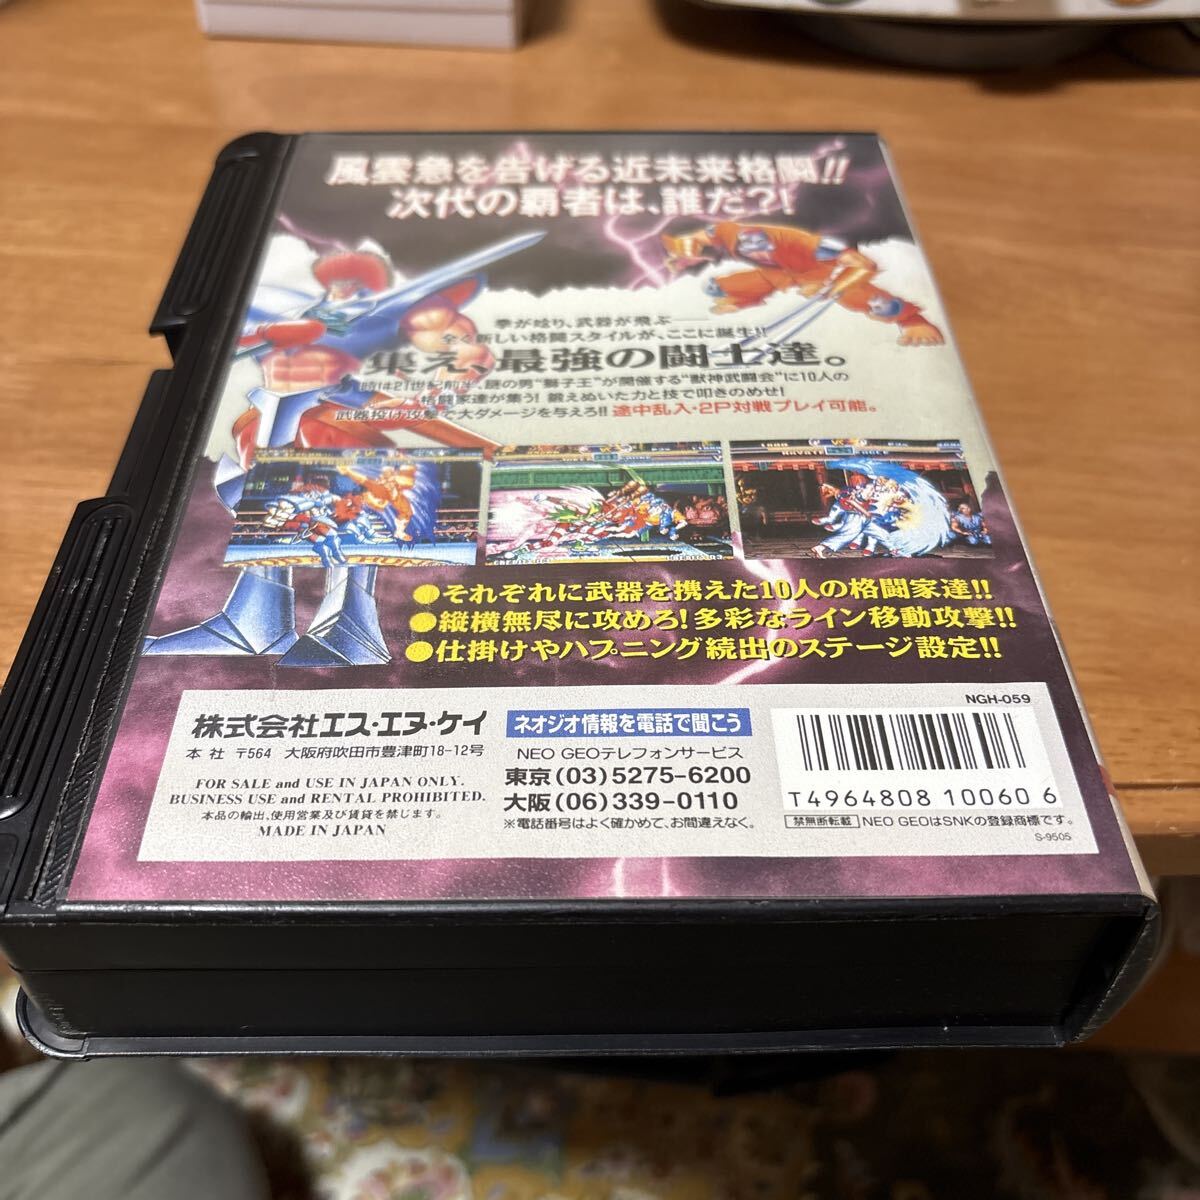 風雲急を告げる近未来格闘!!
次代の覇者は、誰だ?!
拳が唸り、武器が飛ぶ――
全く新しい格闘スタイルが、ここに誕生!!
集え、最強の闘士達。
時は21世紀前半、謎の男“獅子王”が開催する“獣神武闘会”に10人の
格闘家達が集う! 鍛えぬいた力と技で叩きのめせ!
武器投げ攻撃で大ダメージを与えろ!! 途中乱入・2P対戦プレイ可能。
●それぞれに武器を携えた10人の格闘家達!!
●縦横無尽に攻めろ! 多彩なライン移動攻撃!!
●仕掛けやハプニング続出のステージ設定!!
NGH-059
株式会社エス・エヌ・ケイ
本社 〒564 大阪府吹田市豊津町18-12号
FOR SALE and USE IN JAPAN ONLY.
BUSINESS USE and RENTAL PROHIBITED.
本品の輸出、使用営業及び賃貸を禁じます。
MADE IN JAPAN
ネオジオ情報を電話で聞こう
NEO GEOテレフォンサービス
東京(03)5275-6200
大阪(06)339-0110
※電話番号はよく確かめて、お間違えなく。
T4964808 100606
禁無断転載 NEO GEOはSNKの登録商標です。
S-9505